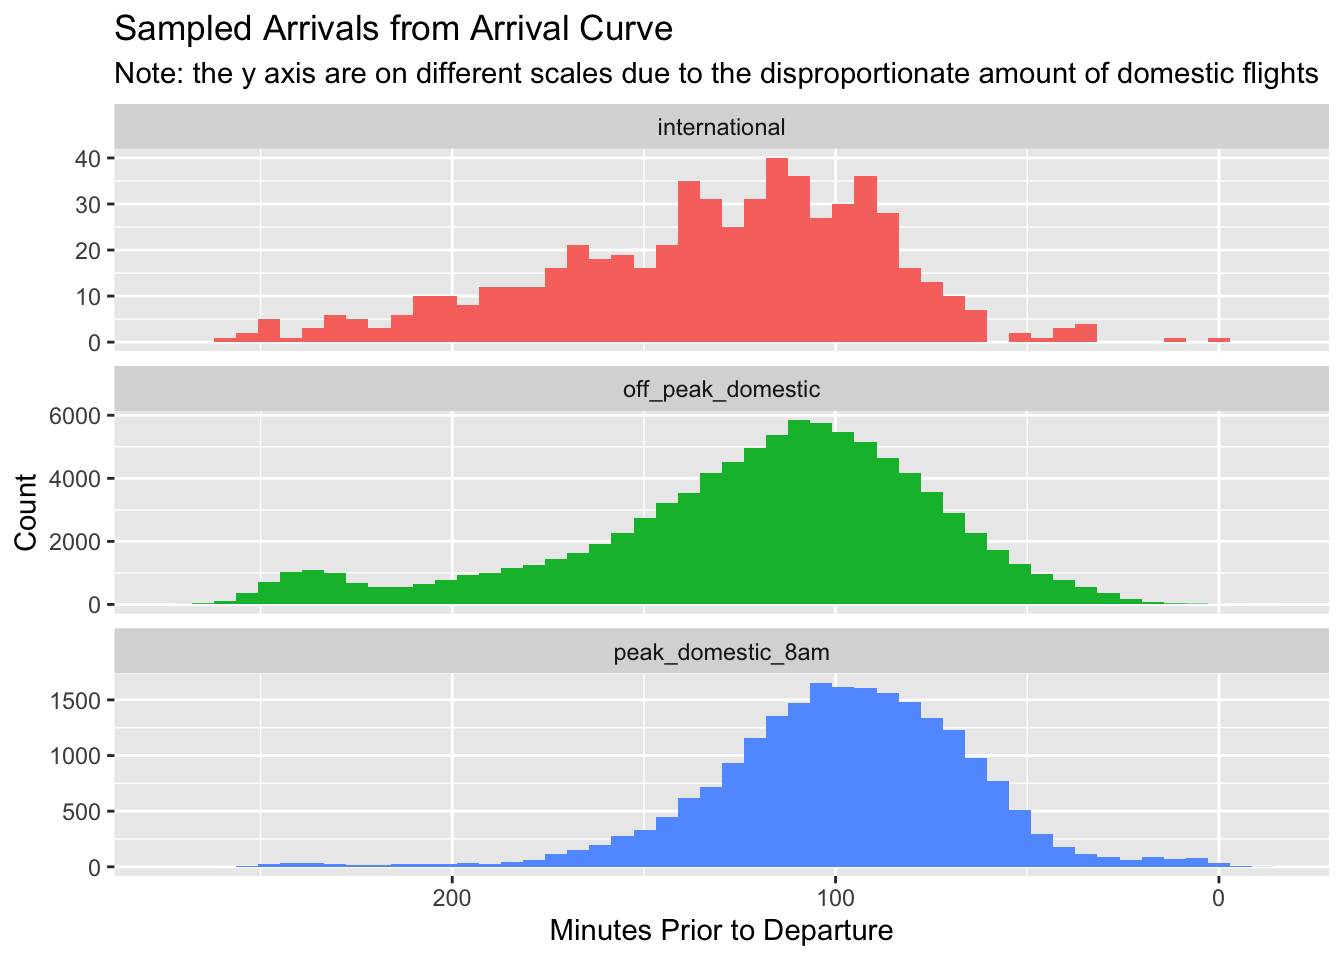 Sampled Arrivals from Arrival Curve
Note: the y axis are on different scales due to the disproportionate amount of domestic flights
international
40
30
20
10
0
off_peak_domestic
6000
4000
2000
0
Count
peak_domestic_8am
1500
1000
500
0
200 100 0
Minutes Prior to Departure